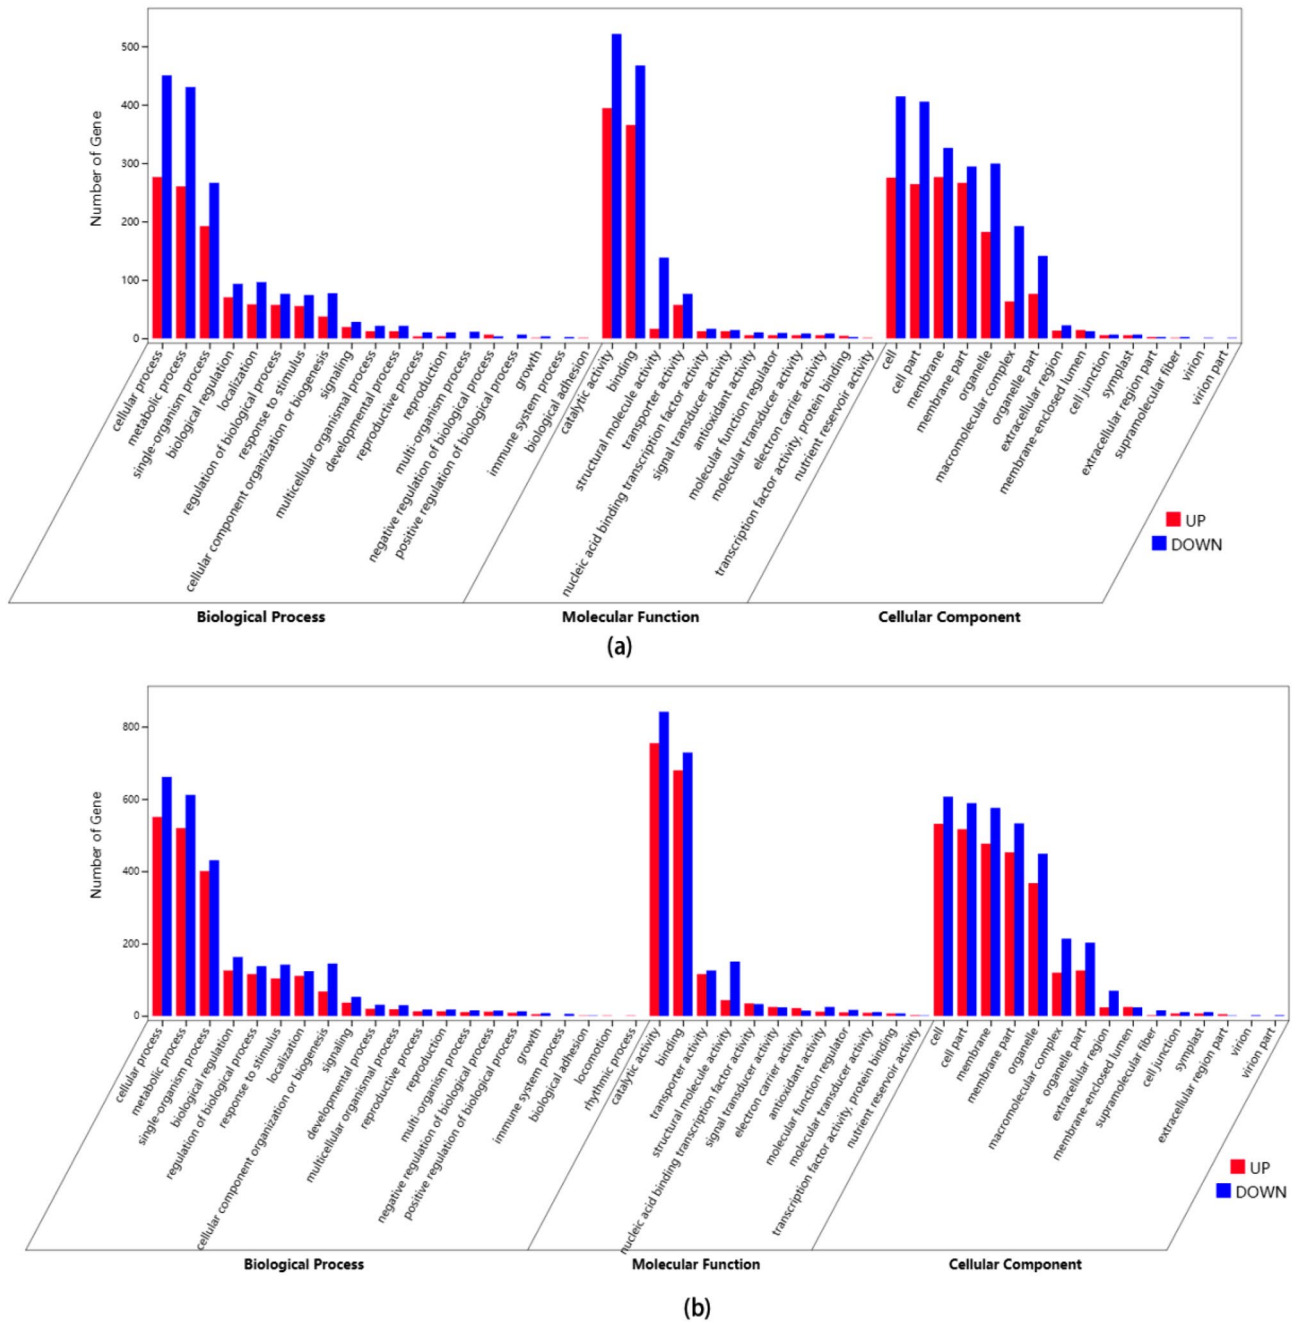 Number of Gene
500
400
300
200
100
0
cellular process
metabolic process
single-organism process
biological regulation
localization
regulation of biological process
response to stimulus
cellular component organization or biogenesis
signaling
multicellular organismal process
developmental process
reproductive process
reproduction
multi-organism process
negative regulation of biological process
positive regulation of biological process
growth
immune system process
biological adhesion
catalytic activity
binding
structural molecule activity
transporter activity
nucleic acid binding transcription factor activity
signal transducer activity
antioxidant activity
molecular function regulator
molecular transducer activity
electron carrier activity
transcription factor activity, protein binding
nutrient reservoir activity
cell
cell part
membrane
membrane part
organelle
macromolecular complex
organelle part
extracellular region
membrane-enclosed lumen
cell junction
symplast
extracellular region part
supramolecular fiber
virion
virion part
UP
DOWN
Biological Process
Molecular Function
Cellular Component
(a)
Number of Gene
800
600
400
200
0
cellular process
metabolic process
single-organism process
biological regulation
regulation of biological process
response to stimulus
localization
cellular component organization or biogenesis
signaling
developmental process
multicellular organismal process
reproductive process
reproduction
multi-organism process
negative regulation of biological process
positive regulation of biological process
growth
immune system process
biological adhesion
locomotion
rhythmic process
catalytic activity
binding
transporter activity
structural molecule activity
nucleic acid binding transcription factor activity
signal transducer activity
electron carrier activity
antioxidant activity
molecular function regulator
molecular transducer activity
transcription factor activity, protein binding
nutrient reservoir activity
cell
cell part
membrane
membrane part
organelle
macromolecular complex
organelle part
extracellular region
membrane-enclosed lumen
supramolecular fiber
cell junction
symplast
extracellular region part
virion
virion part
UP
DOWN
Biological Process
Molecular Function
Cellular Component
(b)